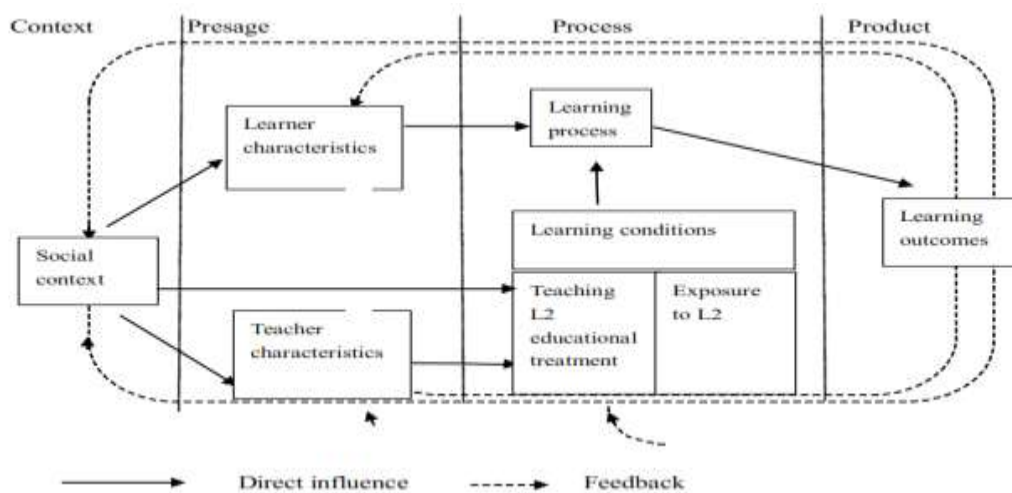 Context
Presage
Process
Product
Learner
characteristics
Learning
process
Learning conditions
Learning
outcomes
Social
context
Teaching
L2
educational
treatment
Exposure
to L2
Teacher
characteristics
Direct influence
Feedback